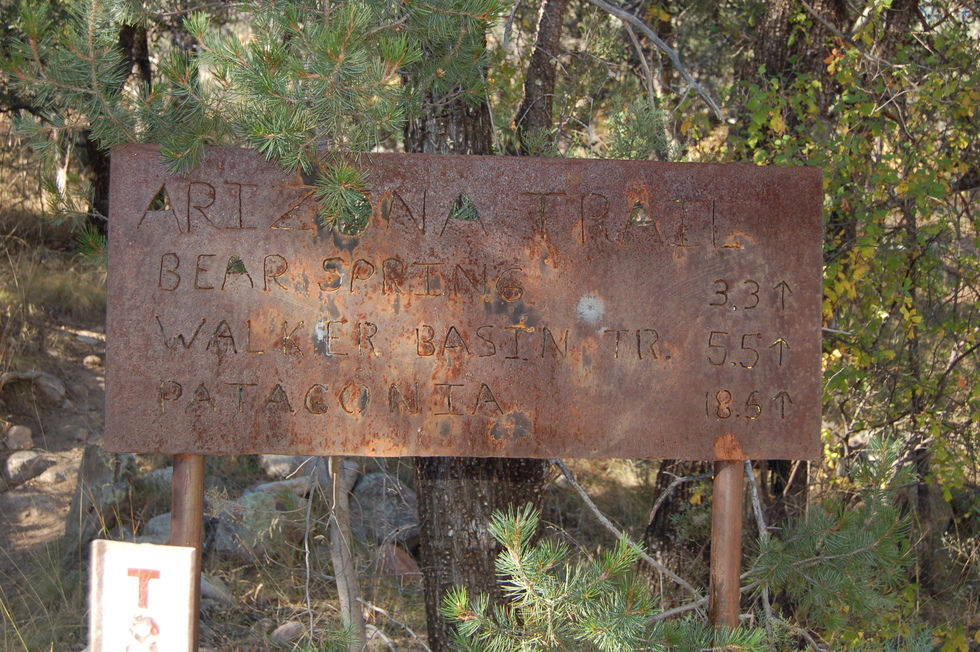 ARIZONA TRAIL
BEAR SPRING 3.3↑
WALKER BASIN TR. 5.5↑
PATAGONIA 18.5↑